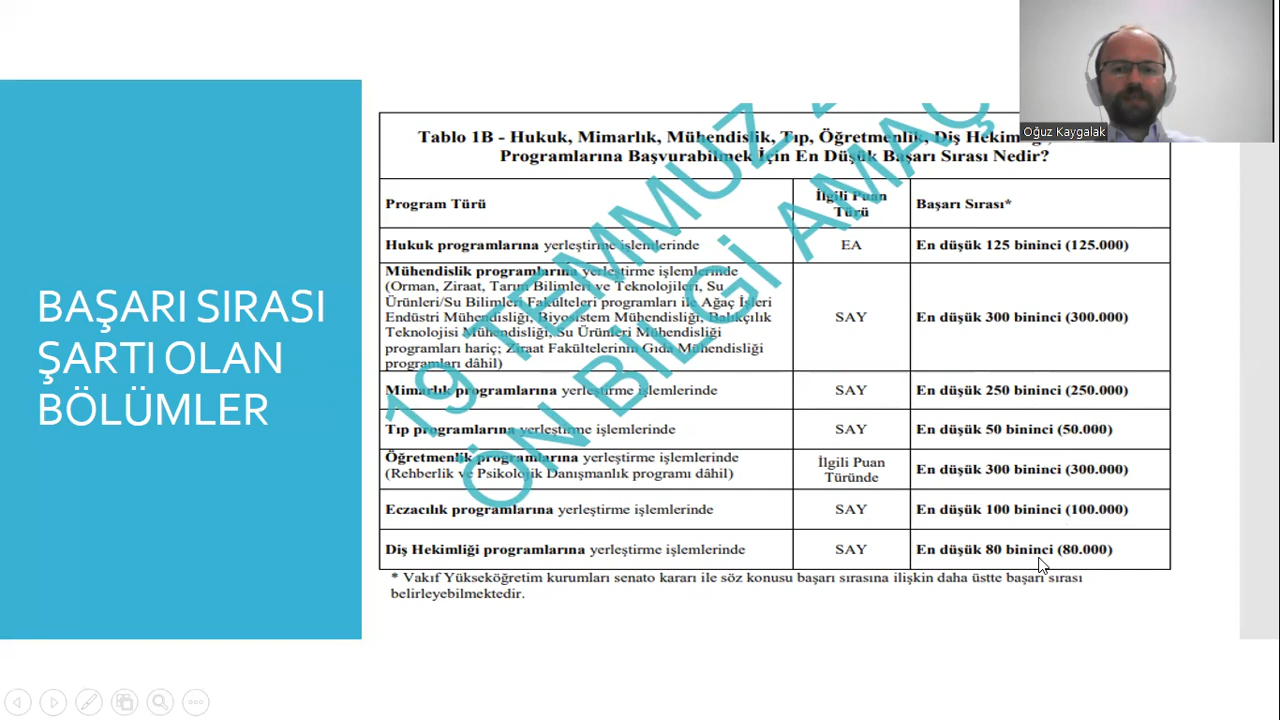 BAŞARI SIRASI
ŞARTI OLAN
BÖLÜMLER
Oğuz Kaygalak
Tablo 1B - Hukuk, Mimarlık, Mühendislik, Tıp, Öğretmenlik, Diş
Programlarına Başvurabilmek İçin En Düşük Başarı Sırası Nedir?
Program Türü
İlgili Puan
Türü
Başarı Sırası*
Hukuk programlarına yerleştirme işlemlerinde
EA
En düşük 125 bininci (125.000)
Mühendislik programlarına yerleştirme işlemlerinde
(Orman, Ziraat, Tarım Bilimleri ve Teknolojileri, Su
Ürünleri/Su Bilimleri Fakülteleri programları ile Ağaç İşleri
Endüstri Mühendisliği, Biyosistem Mühendisliği, Balıkçılık
Teknolojisi Mühendisliği, Su Ürünleri Mühendisliği
programları hariç; Ziraat Fakültelerinin Gıda Mühendisliği
programları dâhil)
SAY
En düşük 300 bininci (300.000)
Mimarlık programlarına yerleştirme işlemlerinde
SAY
En düşük 250 bininci (250.000)
Tıp programlarına yerleştirme işlemlerinde
SAY
En düşük 50 bininci (50.000)
Öğretmenlik programlarına yerleştirme işlemlerinde
(Rehberlik ve Psikolojik Danışmanlık programı dâhil)
İlgili Puan
Türünde
En düşük 300 bininci (300.000)
Eczacılık programlarına yerleştirme işlemlerinde
SAY
En düşük 100 bininci (100.000)
Diş Hekimliği programlarına yerleştirme işlemlerinde
SAY
En düşük 80 bininci (80.000)
* Vakıf Yükseköğretim kurumları senato kararı ile söz konusu başarı sırasına ilişkin daha üstte başarı sırası
belirleyebilmektedir.
19 TEMMUZ
ÖN BİLGİ AMAÇ